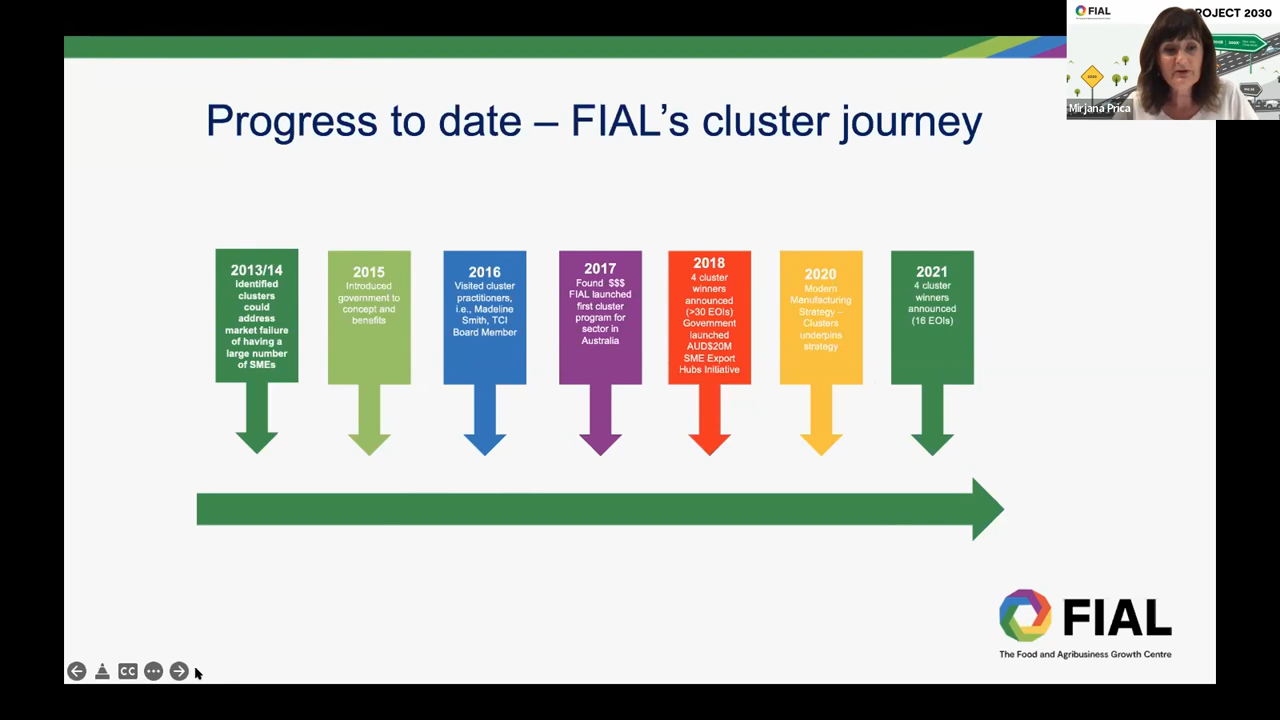 FIAL
PROJECT 2030
Mirjana Prica
Progress to date – FIAL's cluster journey
2013/14
Identified
clusters
could
address
market failure
of having a
large number
of SMEs
2015
Introduced
government to
concept and
benefits
2016
Visited cluster
practitioners,
i.e., Madeline
Smith, TCI
Board Member
2017
Found $$$
FIAL launched
first cluster
program for
sector in
Australia
2018
4 cluster
winners
announced
(>30 EOIs)
Government
launched
AUD$20M
SME Export
Hubs Initiative
2020
Modern
Manufacturing
Strategy –
Clusters
underpins
strategy
2021
4 cluster
winners
announced
(16 EOIs)
FIAL
The Food and Agribusiness Growth Centre
CC